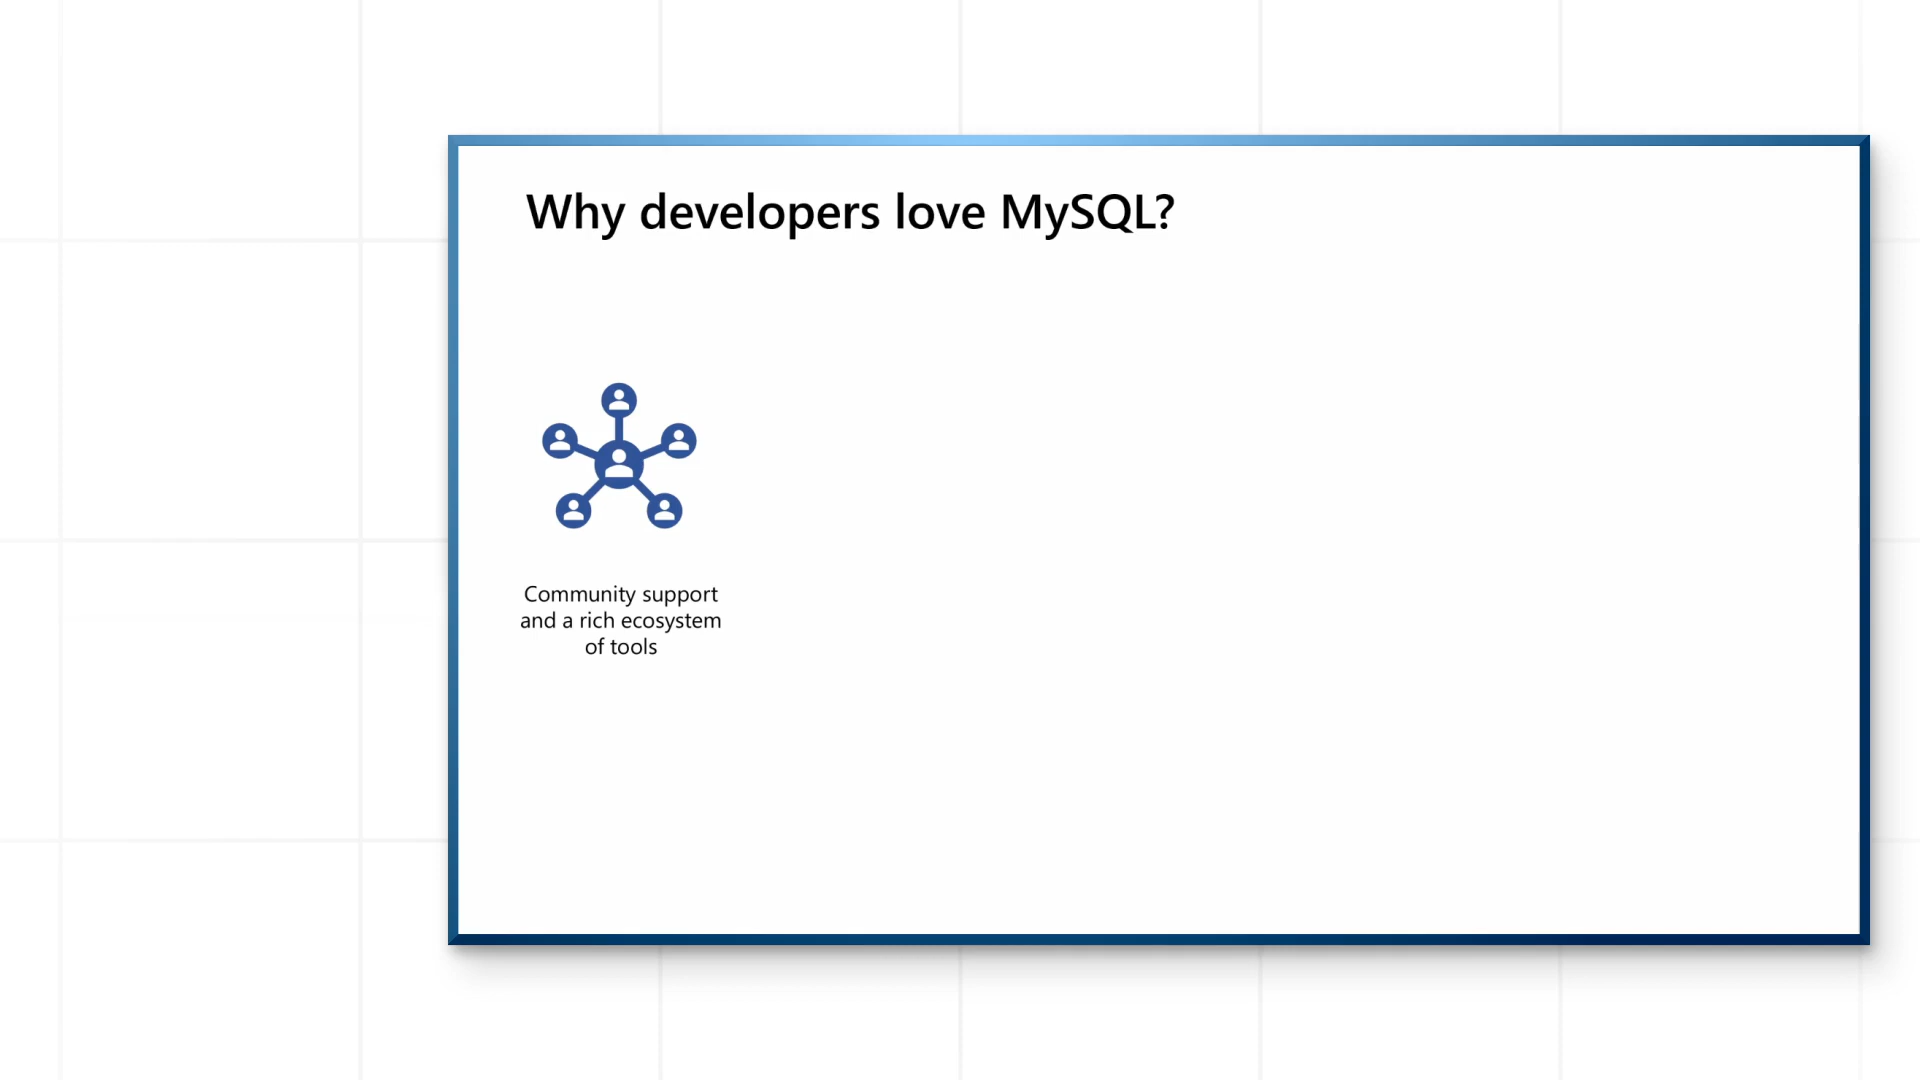 Why developers love MySQL?
Community support
and a rich ecosystem
of tools